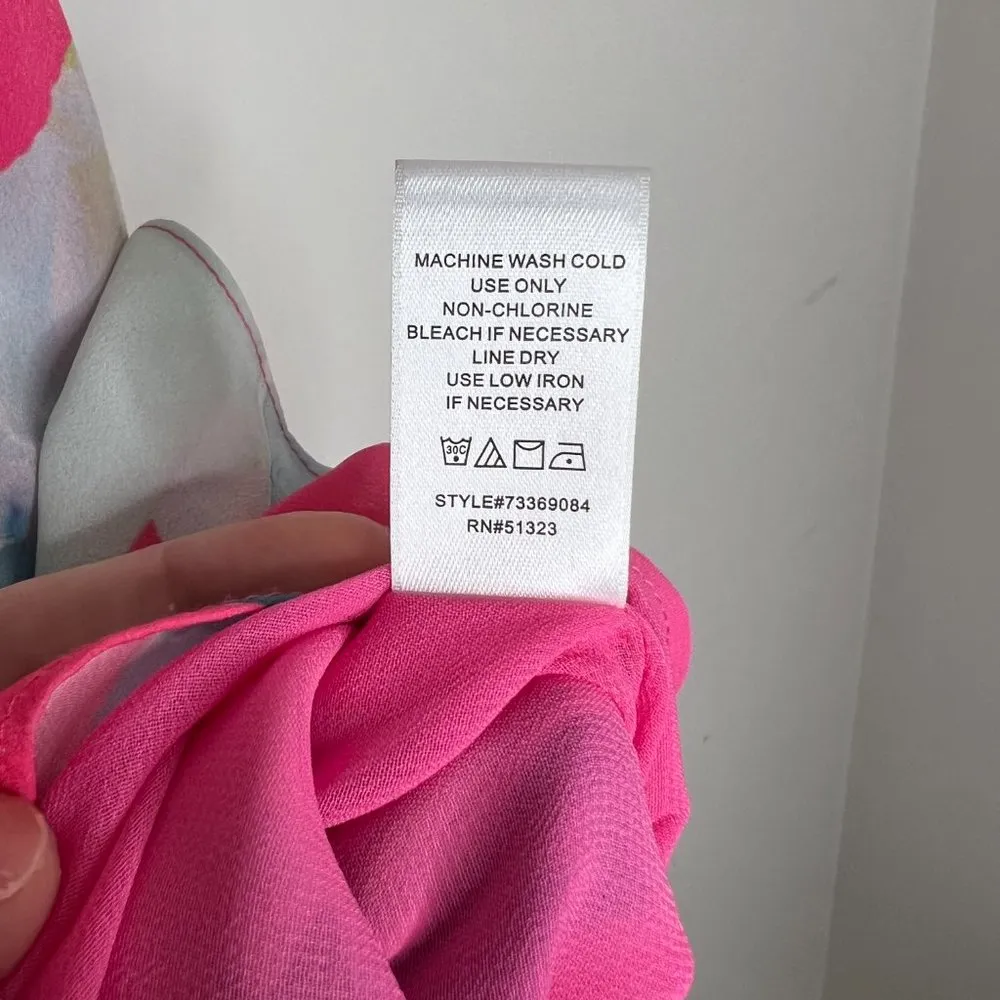 MACHINE WASH COLD
USE ONLY
NON-CHLORINE
BLEACH IF NECESSARY
LINE DRY
USE LOW IRON
IF NECESSARY
30C
STYLE#73369084
RN#51323